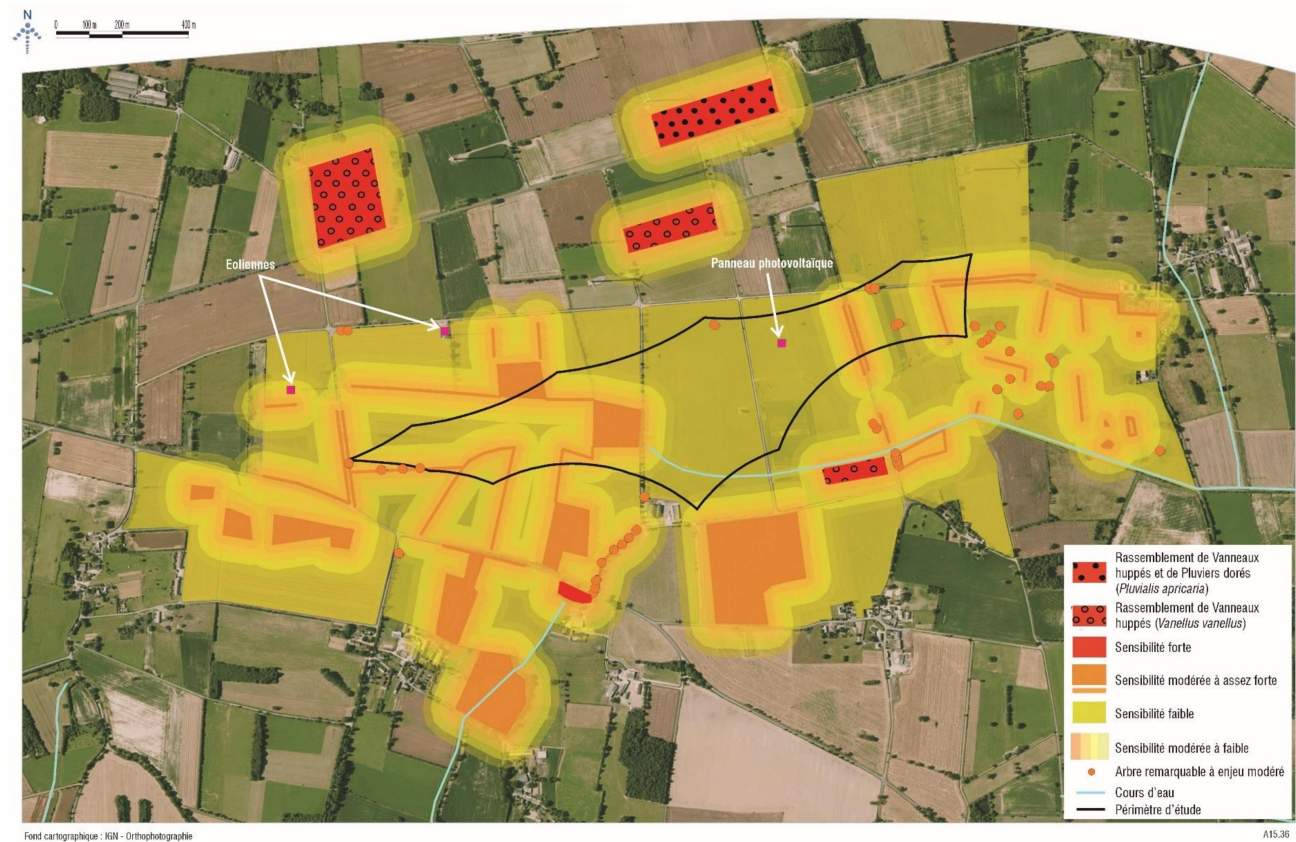 N
0 100 m 200 m 400 m
Eoliennes
Panneau photovoltaïque
Rassemblement de Vanneaux
huppés et de Pluviers dorés
(Pluvialis apricaria)
Rassemblement de Vanneaux
huppés (Vanellus vanellus)
Sensibilité forte
Sensibilité modérée à assez forte
Sensibilité faible
Sensibilité modérée à faible
Arbre remarquable à enjeu modéré
Cours d'eau
Périmètre d'étude
Fond cartographique : IGN - Orthophotographie
A15.36